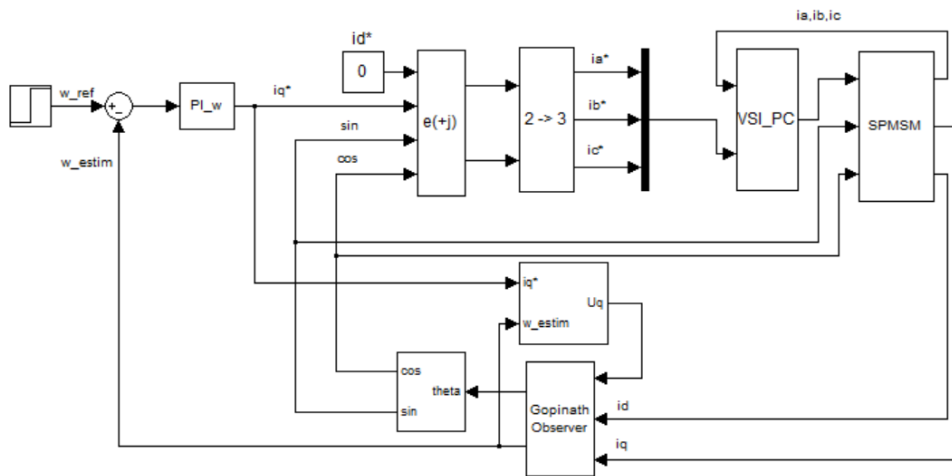 ia,ib,ic
id*
0
w_ref
+
−
PI_w
iq*
sin
cos
e(+j)
2 -> 3
ia*
ib*
ic*
VSI_PC
SPMSM
w_estim
iq*
Uq
w_estim
cos
theta
sin
Gopinath
Observer
id
iq